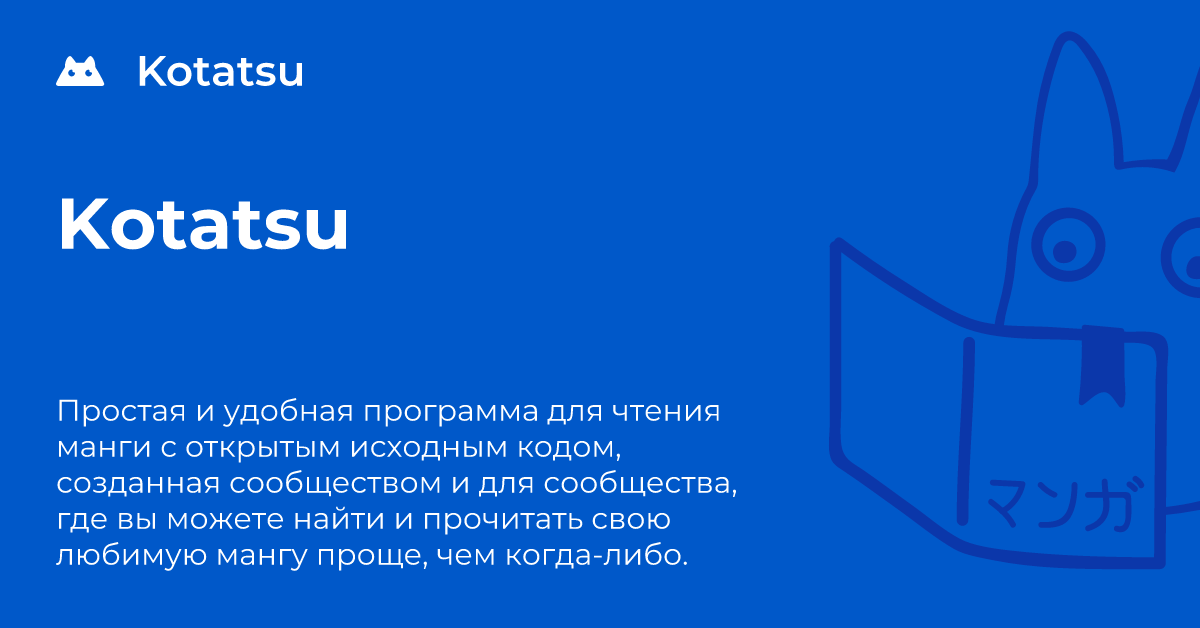 Kotatsu
Kotatsu
Простая и удобная программа для чтения
манги с открытым исходным кодом,
созданная сообществом и для сообщества,
где вы можете найти и прочитать свою
любимую мангу проще, чем когда-либо.
マンガ